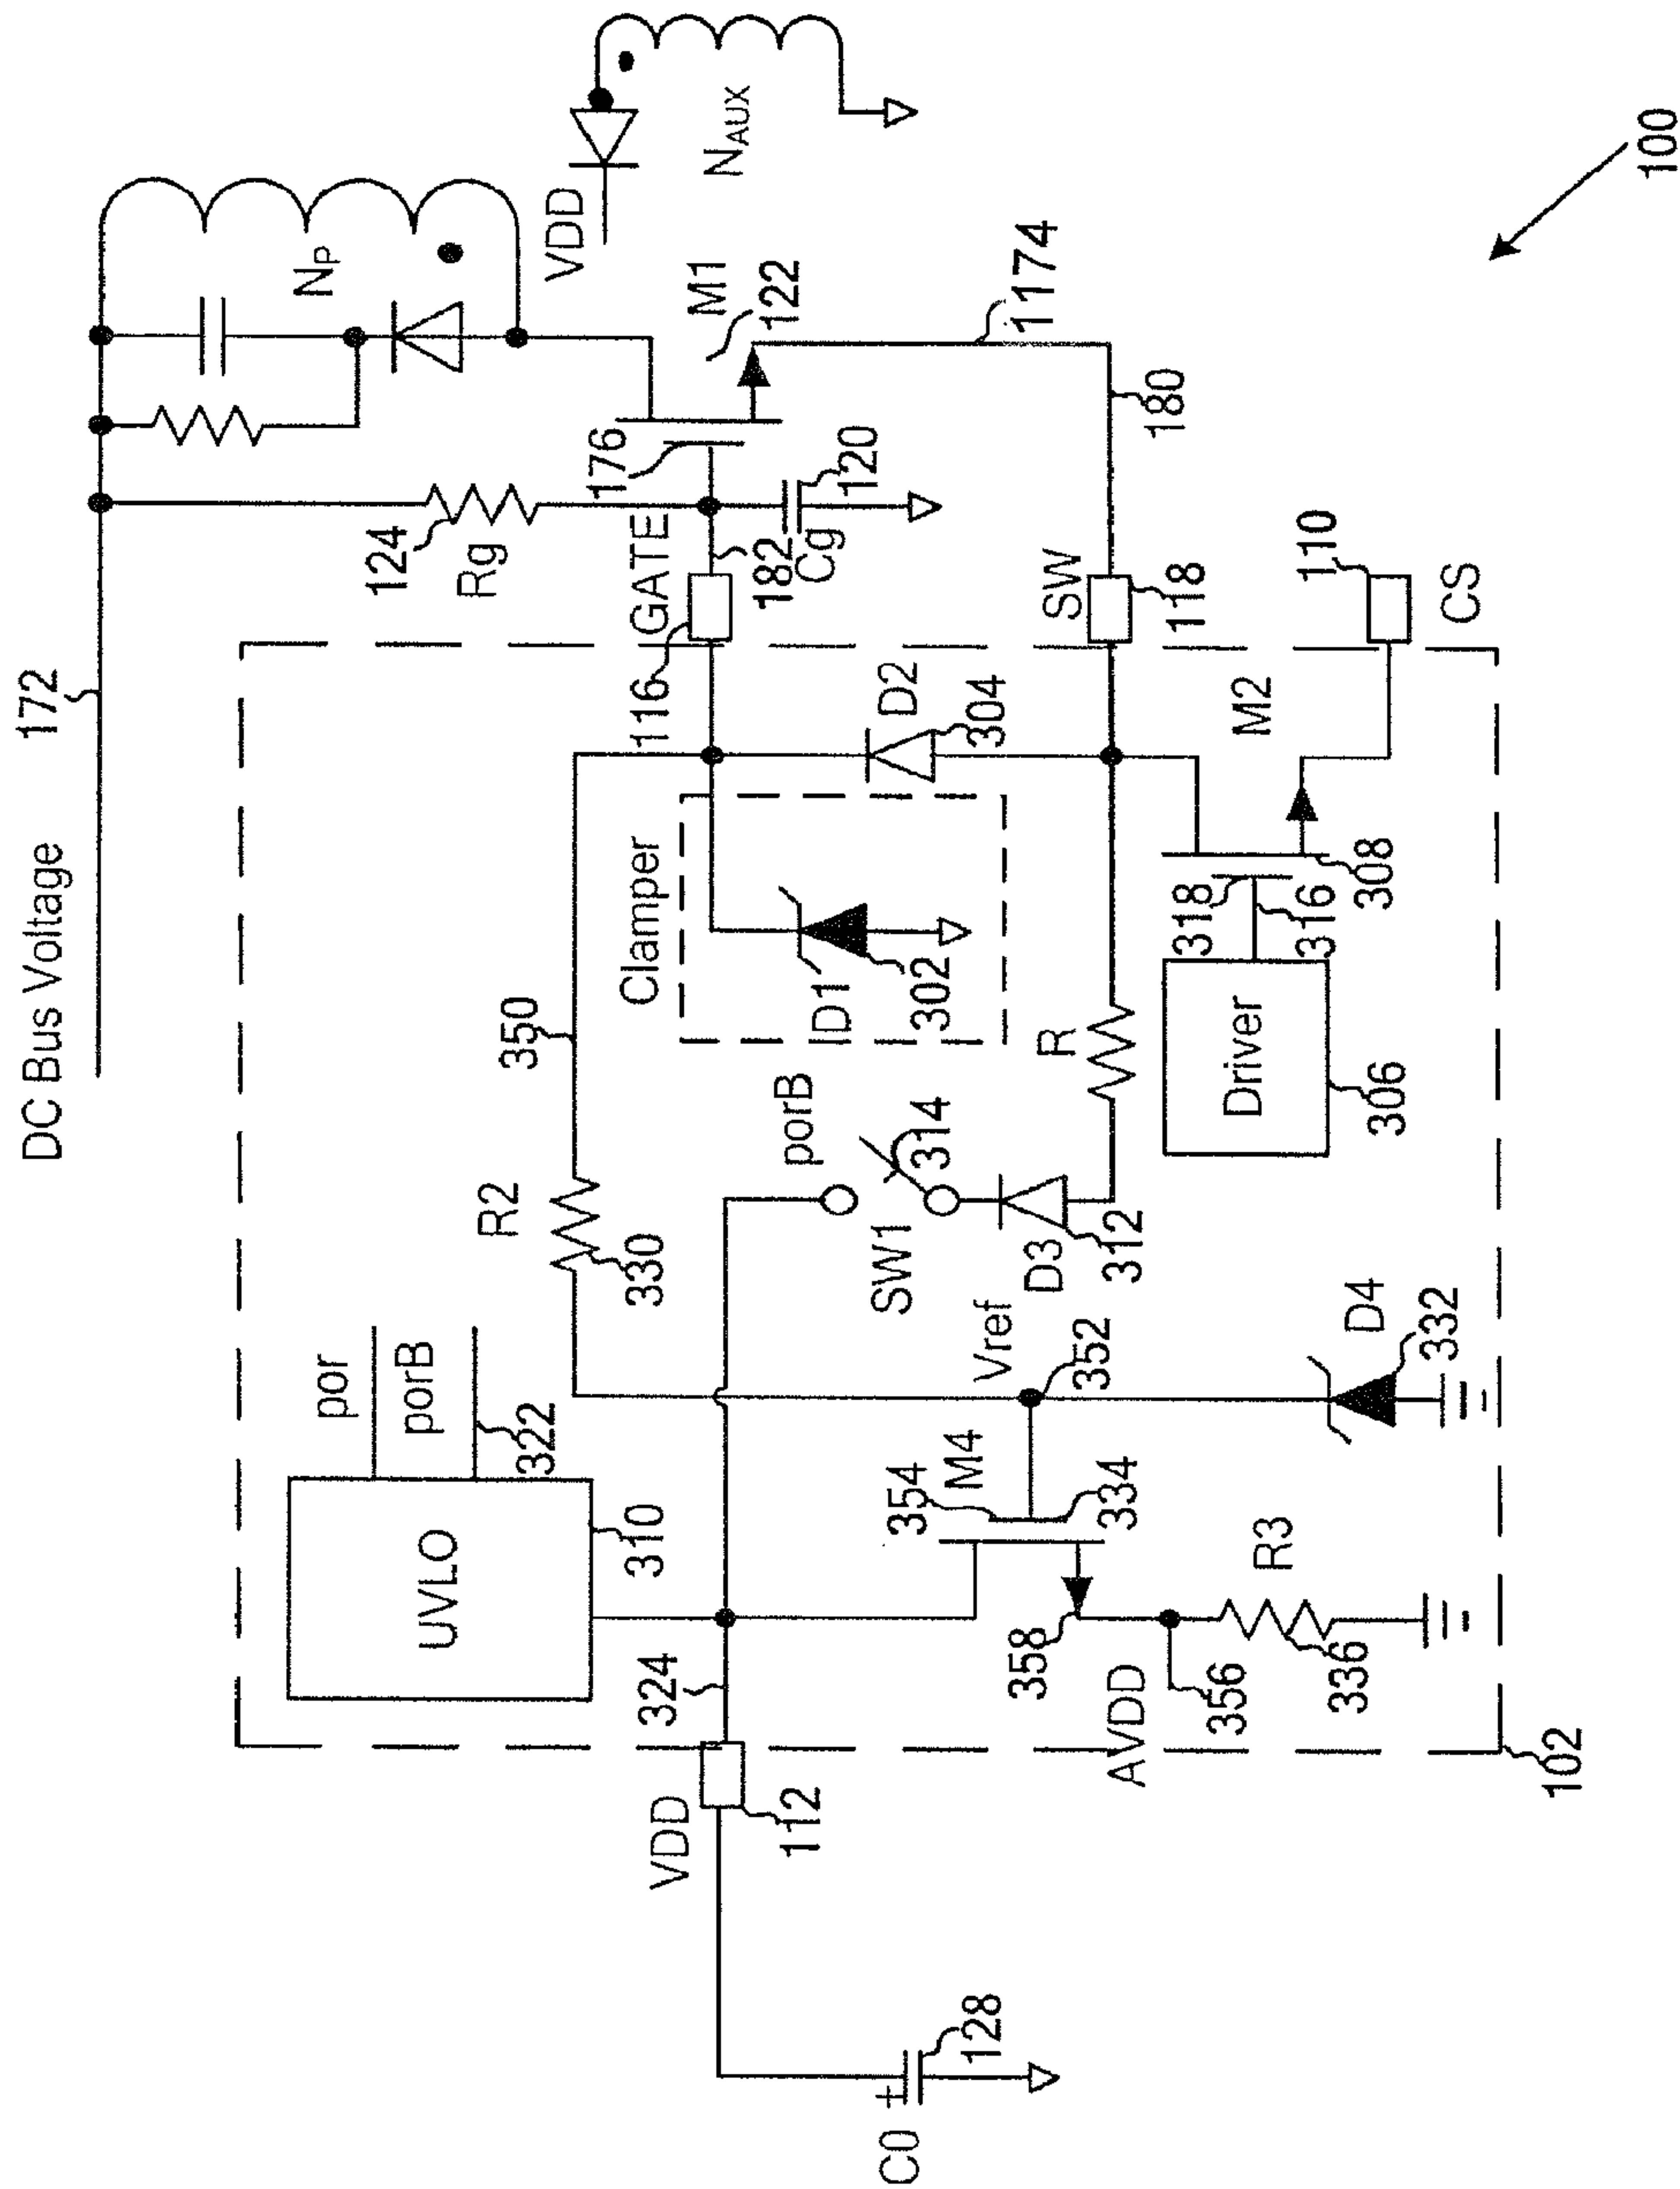 DC Bus Voltage
172
NP
NAUX
VDD
M1
122
1174
180
176
120
Cg
182
GATE
124
Rg
116
SW
118
110
CS
D2
304
M2
308
318
316
Driver
306
Clamper
ID1
302
350
R2
330
R
porB
314
SW1
D3
312
Vref
352
D4
332
por
porB
322
UVLO
310
M4
354
334
358
R3
336
AVDD
356
324
VDD
112
102
C0
+
128
100